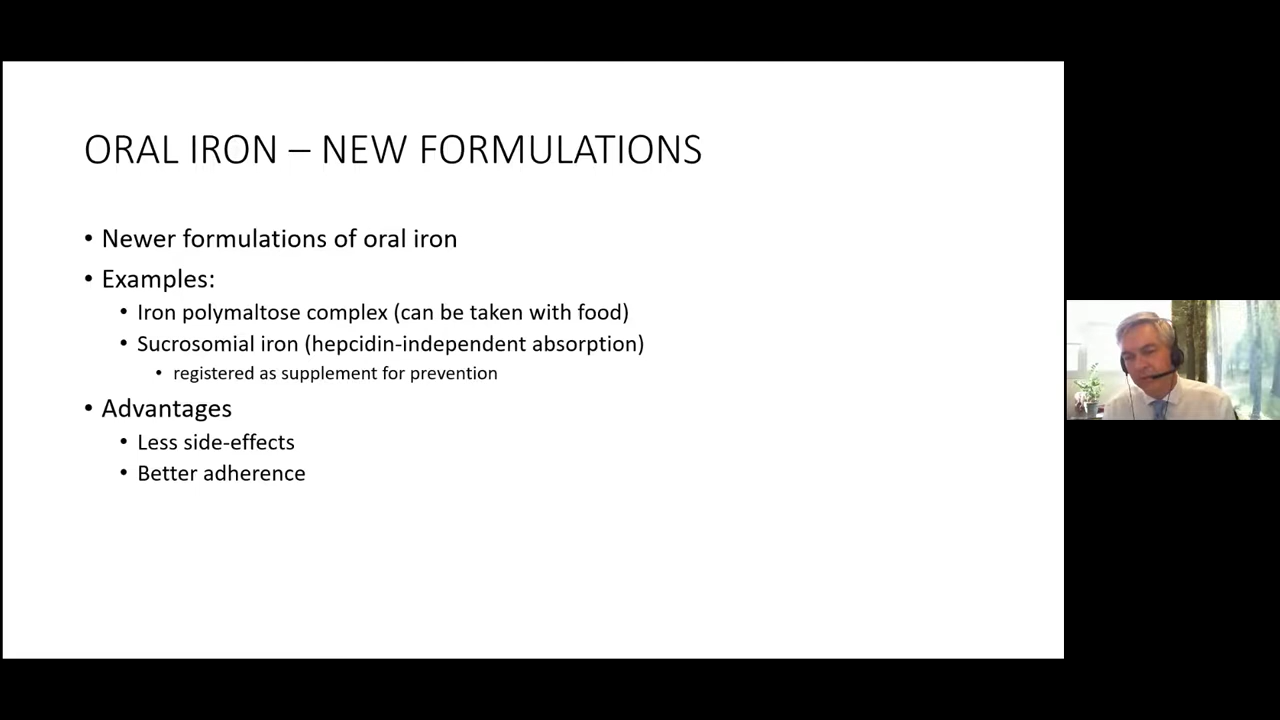 ORAL IRON – NEW FORMULATIONS
• Newer formulations of oral iron
• Examples:
• Iron polymaltose complex (can be taken with food)
• Sucrosomial iron (hepcidin-independent absorption)
• registered as supplement for prevention
• Advantages
• Less side-effects
• Better adherence